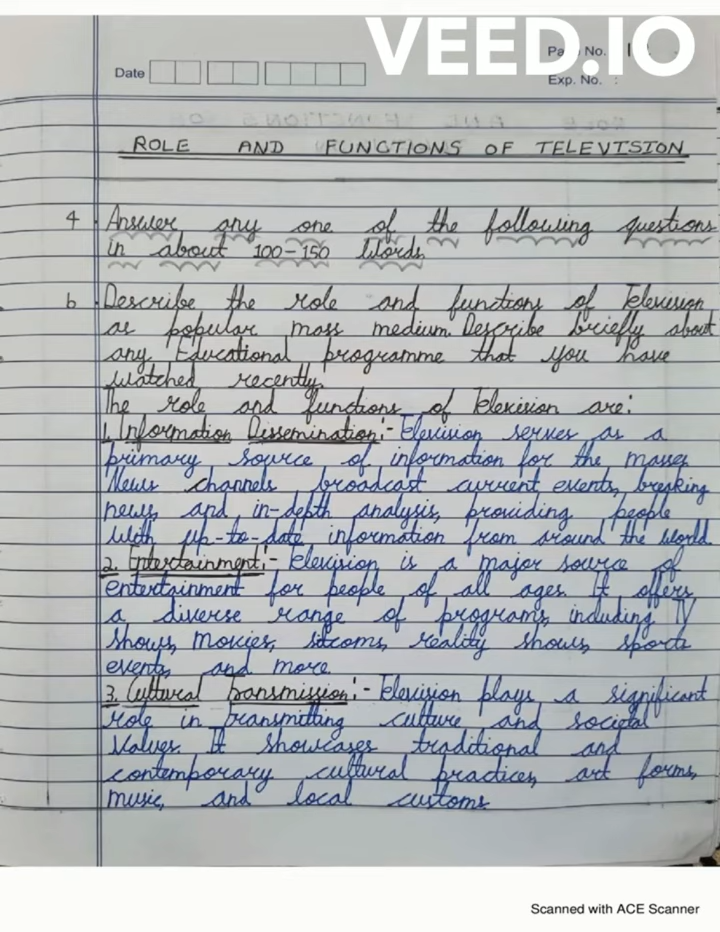 VEED.IO
Date
Pa No.
Exp. No. :
ROLE AND FUNCTIONS OF TELEVISION
4 Answer any one of the following questions
in about 100-150 Words.
b Describe the role and functions of Television
as popular mass medium. Describe briefly about
any Educational programme that you have
watched recently.
The role and functions of Television are:
1. Information Dissemination:- Television serves as a
primary source of information for the masses.
News channels broadcast current events, breaking
news, and in-depth analysis, providing people
With up-to-date information from around the World.
2. Entertainment:- Television is a major source of
entertainment for people of all ages. It offers
a diverse range of programs, including TV
shows, movies, sitcoms, reality shows, sports
events, and more.
3. Cultural Transmission:- Television plays a significant
role in transmitting culture and societal
Values. It showcases traditional and
contemporary cultural practices, art forms,
music, and local customs.
Scanned with ACE Scanner